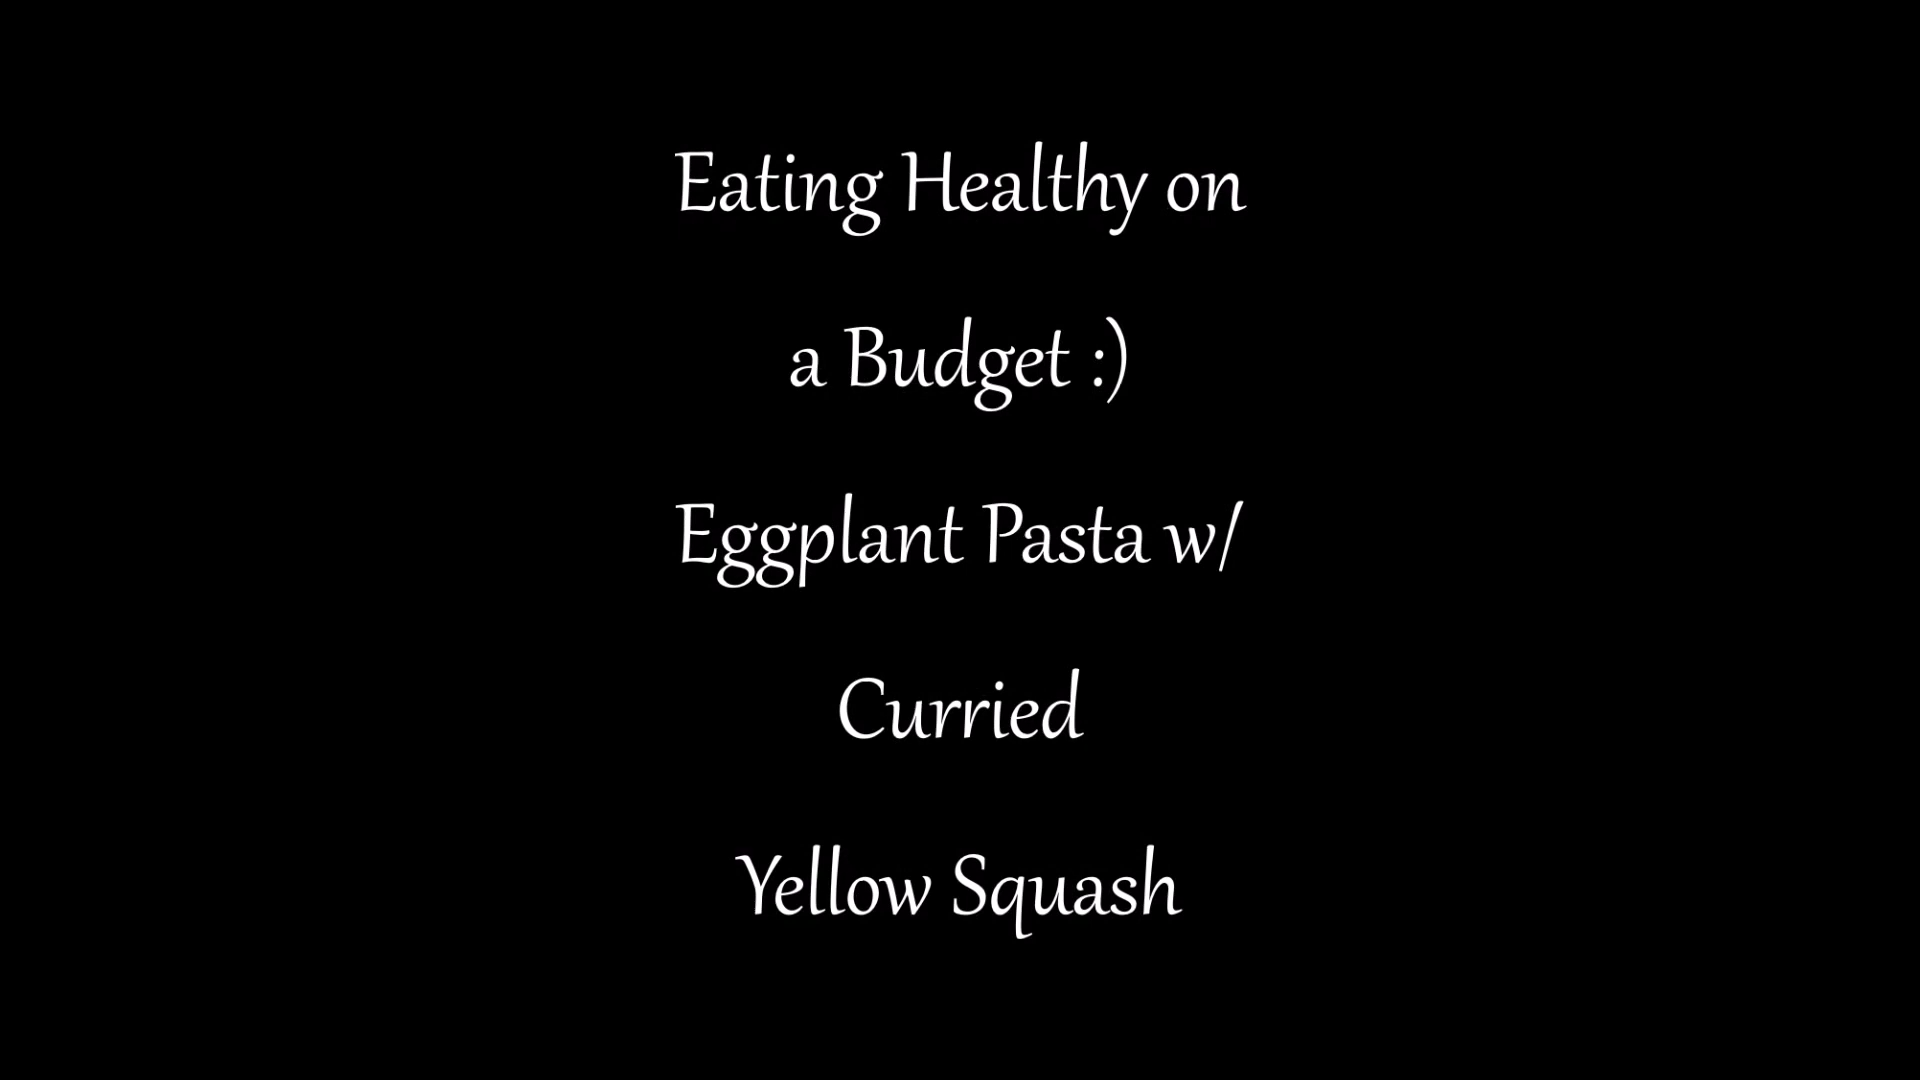 Eating Healthy on
a Budget :)
Eggplant Pasta w/
Curried
Yellow Squash